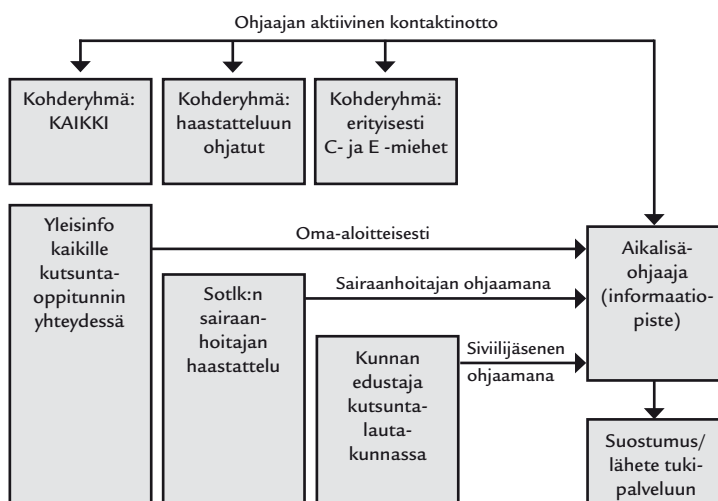 Ohjaajan aktiivinen kontaktinotto
Kohderyhmä:
KAIKKI
Kohderyhmä:
haastatteluun
ohjatut
Kohderyhmä:
erityisesti
C- ja E -miehet
Yleisinfo
kaikille
kutsunta-
oppitunnin
yhteydessä
Oma-aloitteisesti
Sotlk:n
sairaan-
hoitajan
haastattelu
Sairaanhoitajan ohjaamana
Kunnan
edustaja
kutsunta-
lauta-
kunnassa
Siviilijäsenen
ohjaamana
Aikalisä-
ohjaaja
(informaatio-
piste)
Suostumus/
lähete tuki-
palveluun